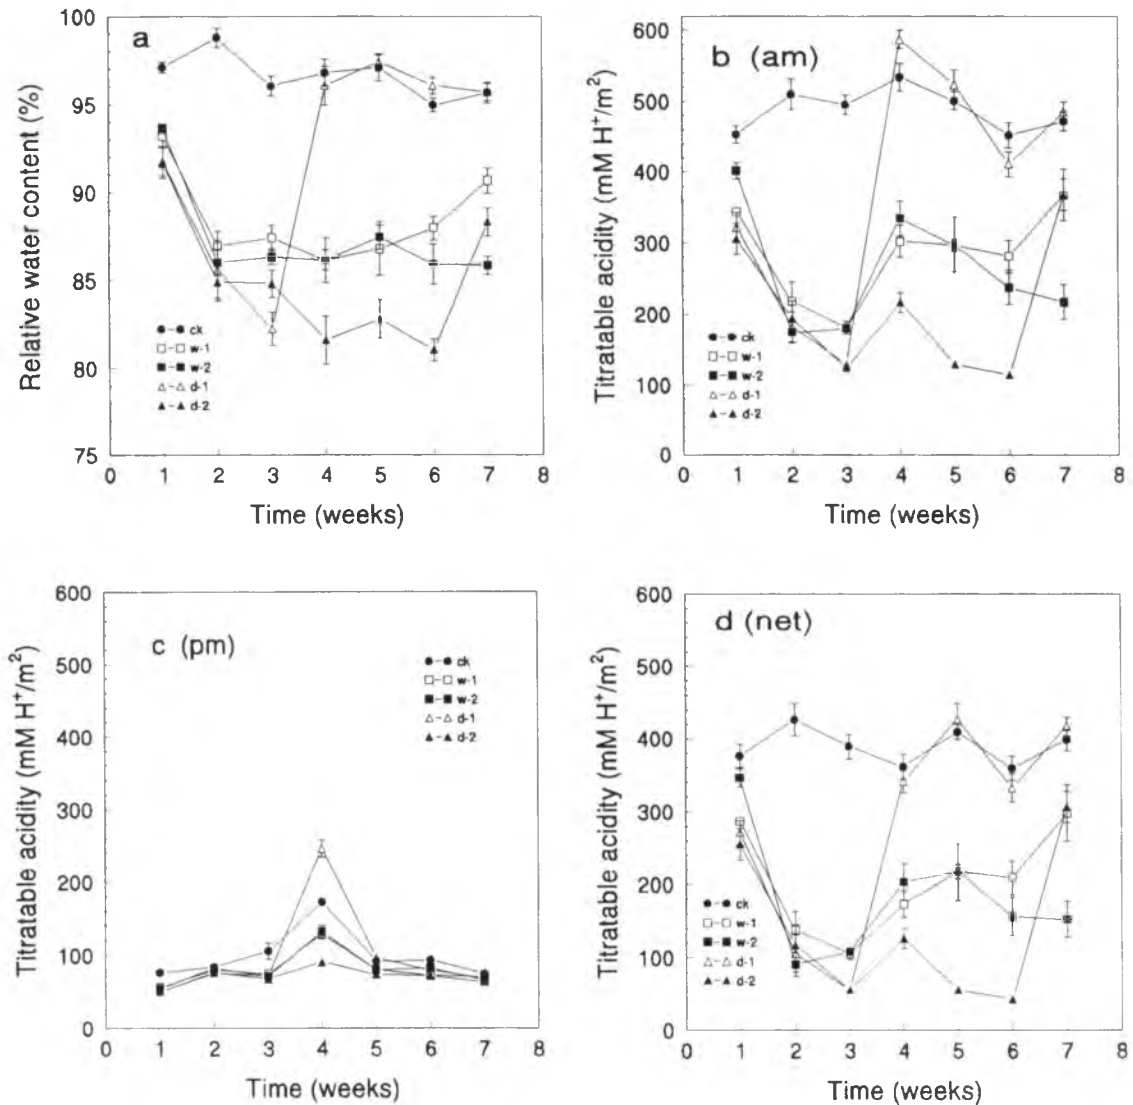 a
Relative water content (%)
100
95
90
85
80
75
ck
w-1
w-2
d-1
d-2
0 1 2 3 4 5 6 7 8
Time (weeks)
b (am)
Titratable acidity (mM H⁺/m²)
600
500
400
300
200
100
0
ck
w-1
w-2
d-1
d-2
0 1 2 3 4 5 6 7 8
Time (weeks)
c (pm)
Titratable acidity (mM H⁺/m²)
600
500
400
300
200
100
0
ck
w-1
w-2
d-1
d-2
0 1 2 3 4 5 6 7 8
Time (weeks)
d (net)
Titratable acidity (mM H⁺/m²)
600
500
400
300
200
100
0
ck
w-1
w-2
d-1
d-2
0 1 2 3 4 5 6 7 8
Time (weeks)